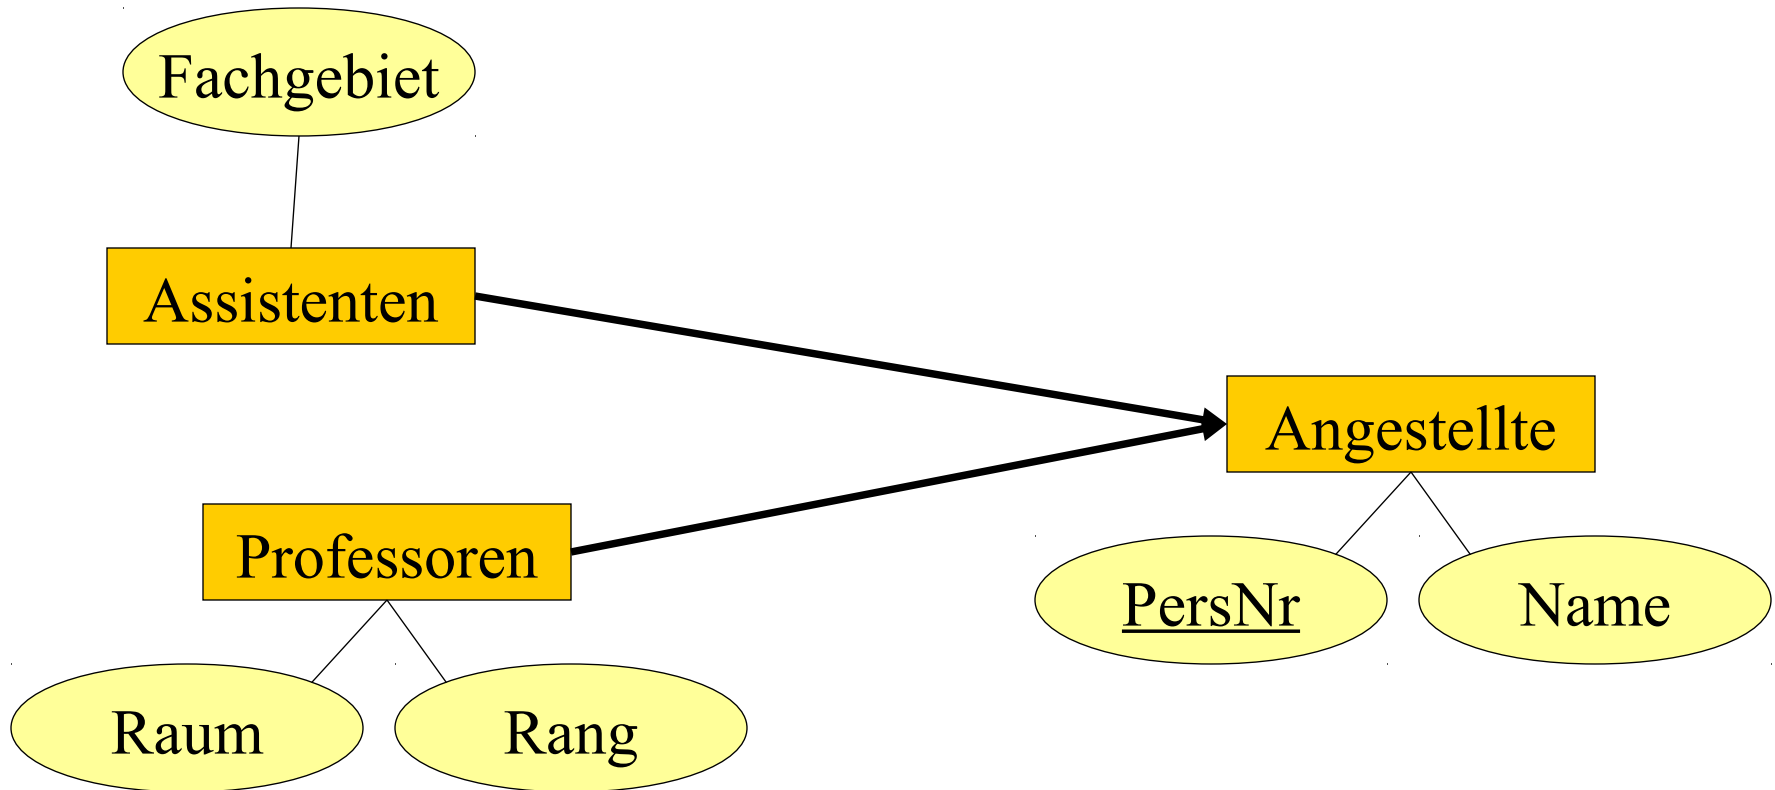 Fachgebiet
Assistenten
Angestellte
Professoren
PersNr
Name
Raum
Rang